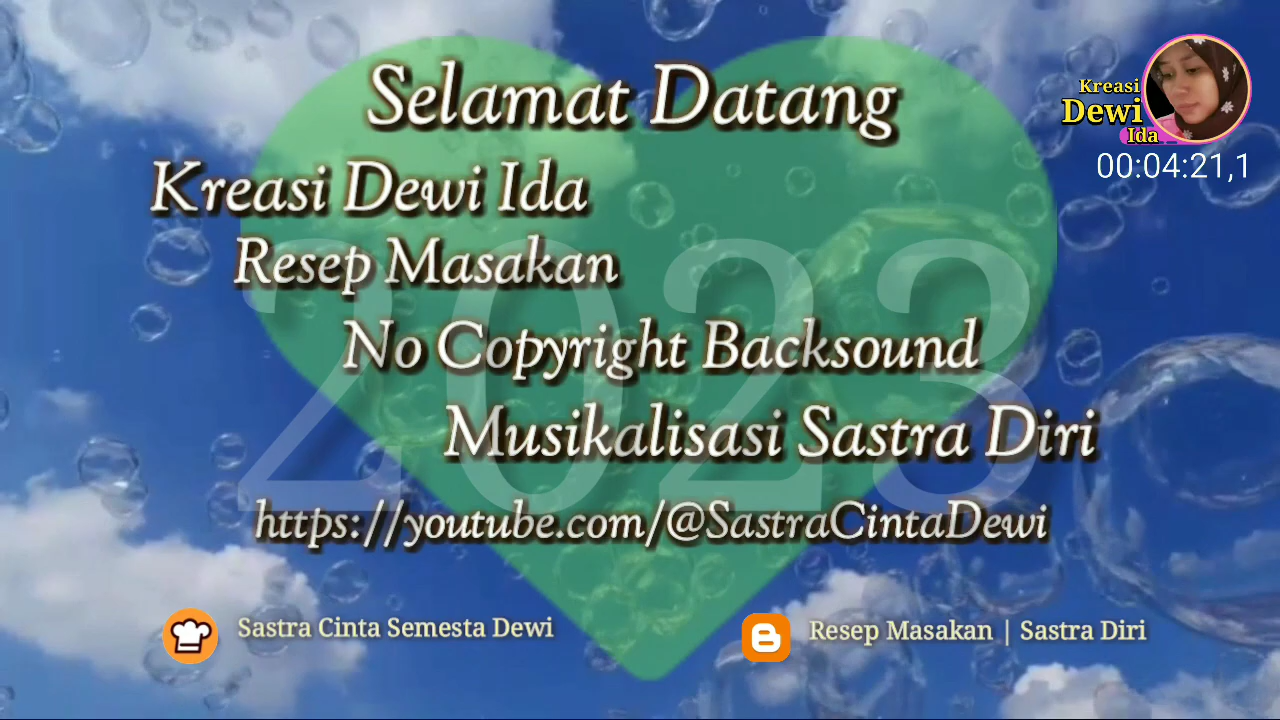 Selamat Datang
Kreasi
Dewi
Ida
00:04:21,1
Kreasi Dewi Ida
Resep Masakan
2023
No Copyright Backsound
Musikalisasi Sastra Diri
https://youtube.com/@SastraCintaDewi
Sastra Cinta Semesta Dewi
Resep Masakan | Sastra Diri